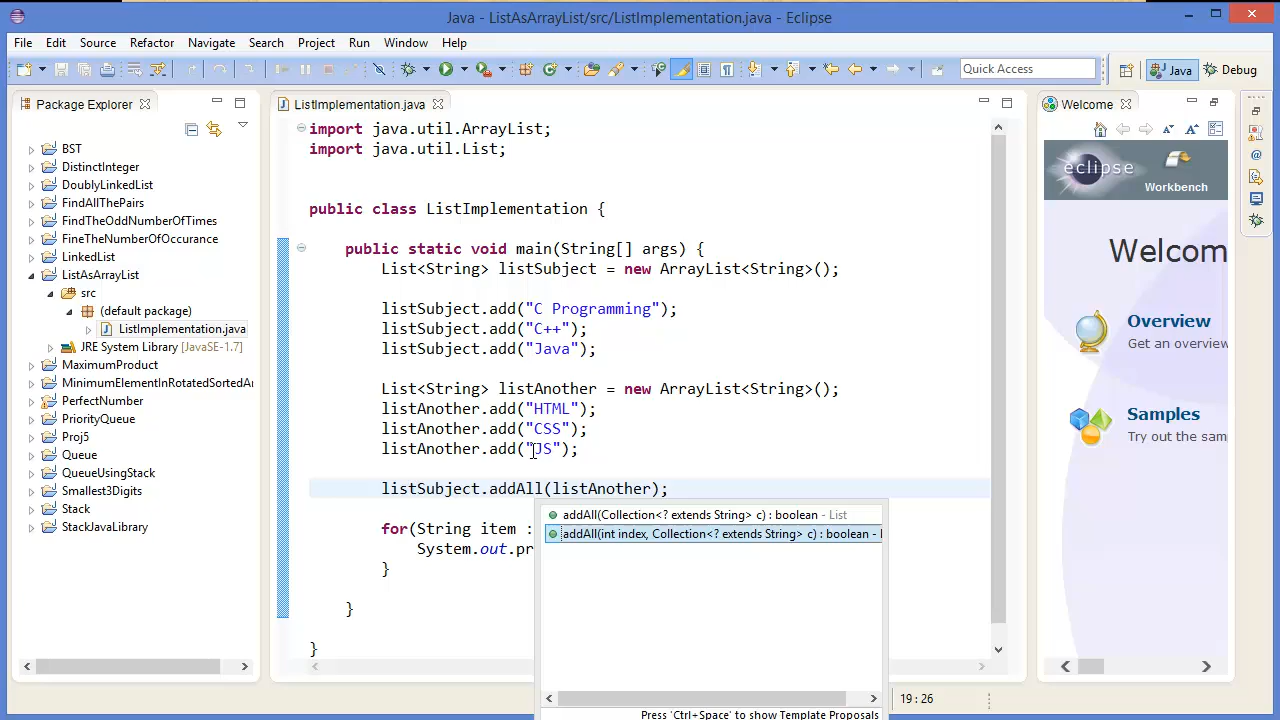 Java - ListAsArrayList/src/ListImplementation.java - Eclipse
File Edit Source Refactor Navigate Search Project Run Window Help
Quick Access
Java
Debug
Package Explorer
BST
DistinctInteger
DoublyLinkedList
FindAllThePairs
FindTheOddNumberOfTimes
FineTheNumberOfOccurance
LinkedList
ListAsArrayList
src
(default package)
ListImplementation.java
JRE System Library [JavaSE-1.7]
MaximumProduct
MinimumElementInRotatedSortedAr
PerfectNumber
PriorityQueue
Proj5
Queue
QueueUsingStack
Smallest3Digits
Stack
StackJavaLibrary
ListImplementation.java
import java.util.ArrayList;
import java.util.List;
public class ListImplementation {
public static void main(String[] args) {
List<String> listSubject = new ArrayList<String>();
listSubject.add("C Programming");
listSubject.add("C++");
listSubject.add("Java");
List<String> listAnother = new ArrayList<String>();
listAnother.add("HTML");
listAnother.add("CSS");
listAnother.add("JS");
listSubject.addAll(listAnother);
for(String item :
System.out.pr
}
}
}
addAll(Collection<? extends String> c) : boolean - List
addAll(int index, Collection<? extends String> c) : boolean -
Press 'Ctrl+Space' to show Template Proposals
19 : 26
Welcome
eclipse
Workbench
Welcom
Overview
Get an overview
Samples
Try out the sam